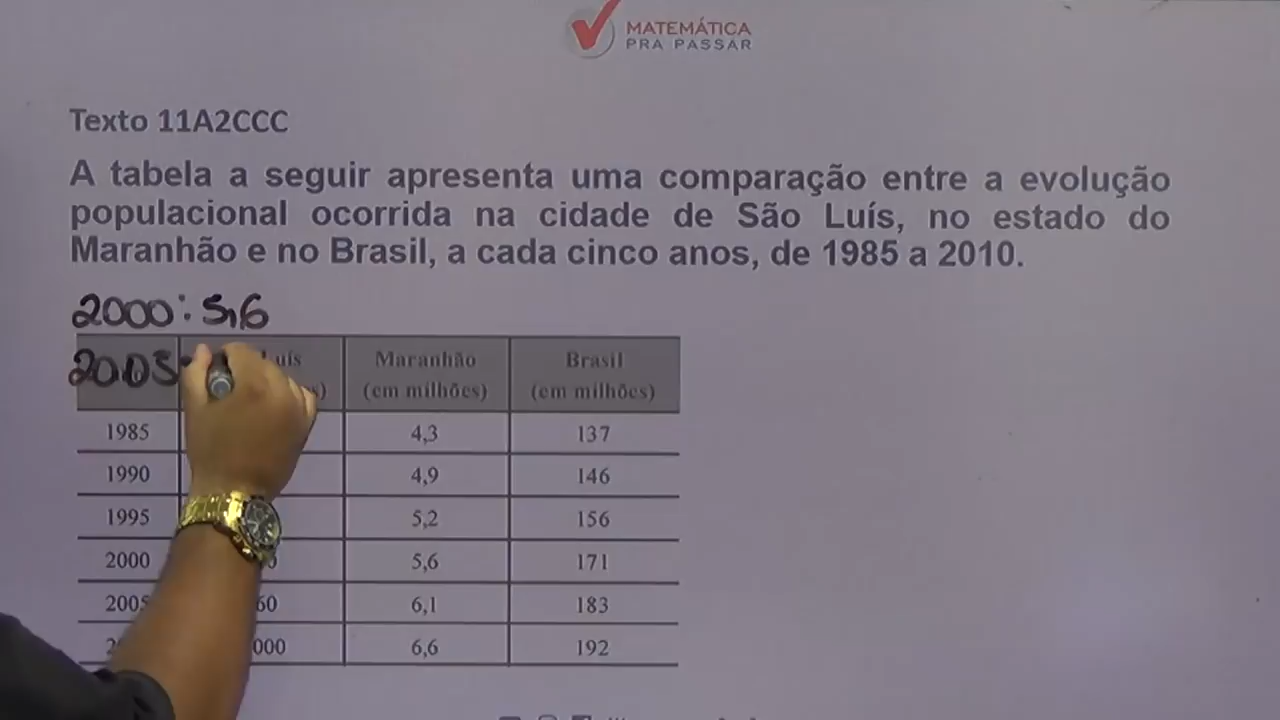 MATEMÁTICA
PRA PASSAR
Texto 11A2CCC
A tabela a seguir apresenta uma comparação entre a evolução
populacional ocorrida na cidade de São Luís, no estado do
Maranhão e no Brasil, a cada cinco anos, de 1985 a 2010.
2000: 5,6
2005
Luís Maranhão Brasil
(em milhões) (em milhões)
1985 4,3 137
1990 4,9 146
1995 5,2 156
2000 5,6 171
2005 60 6,1 183
000 6,6 192